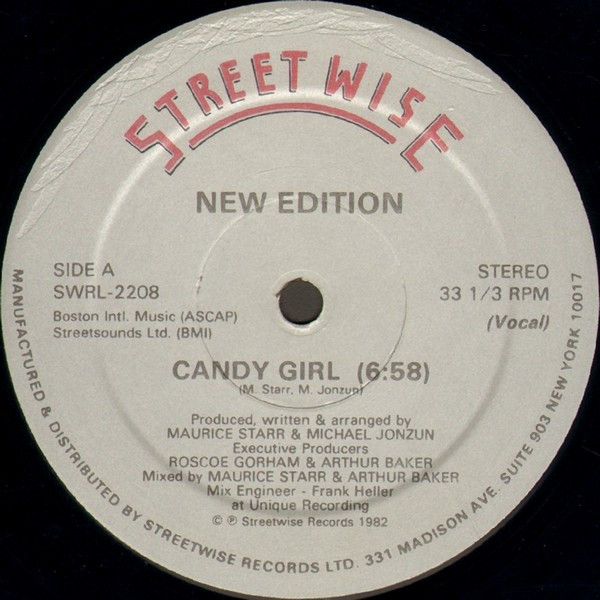 STREETWISE
NEW EDITION
SIDE A
SWRL-2208
Boston Intl. Music (ASCAP)
Streetsounds Ltd. (BMI)
STEREO
33 1/3 RPM
(Vocal)
CANDY GIRL (6:58)
(M. Starr, M. Jonzun)
Produced, written & arranged by
MAURICE STARR & MICHAEL JONZUN
Executive Producers
ROSCOE GORHAM & ARTHUR BAKER
Mixed by MAURICE STARR & ARTHUR BAKER
Mix Engineer - Frank Heller
at Unique Recording
© ℗ Streetwise Records 1982
MANUFACTURED & DISTRIBUTED BY STREETWISE RECORDS LTD. 331 MADISON AVE. SUITE 903 NEW YORK 10017